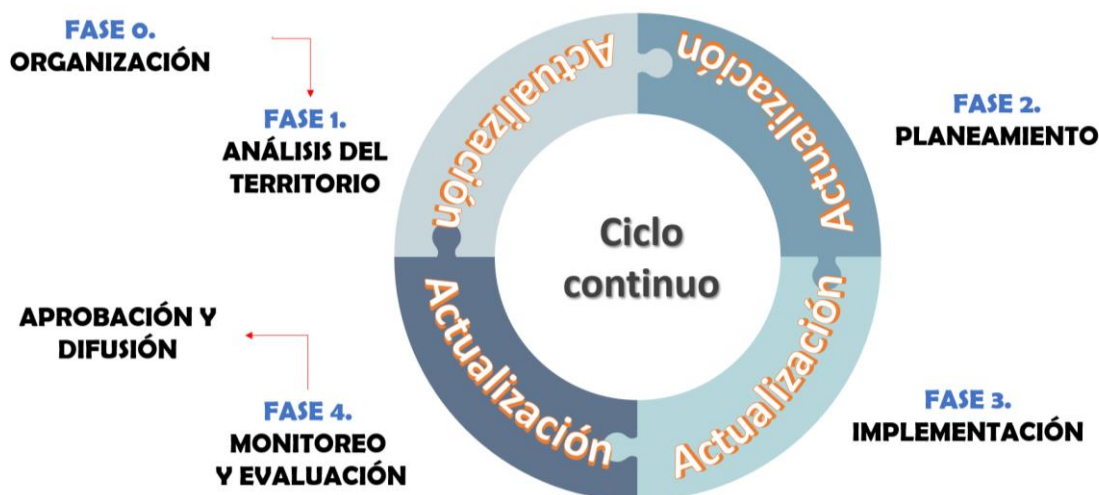 FASE 0.
ORGANIZACIÓN
FASE 1.
ANÁLISIS DEL
TERRITORIO
Actualización
Actualización
FASE 2.
PLANEAMIENTO
Ciclo
continuo
APROBACIÓN Y
DIFUSIÓN
FASE 4.
MONITOREO
Y EVALUACIÓN
Actualización
Actualización
FASE 3.
IMPLEMENTACIÓN